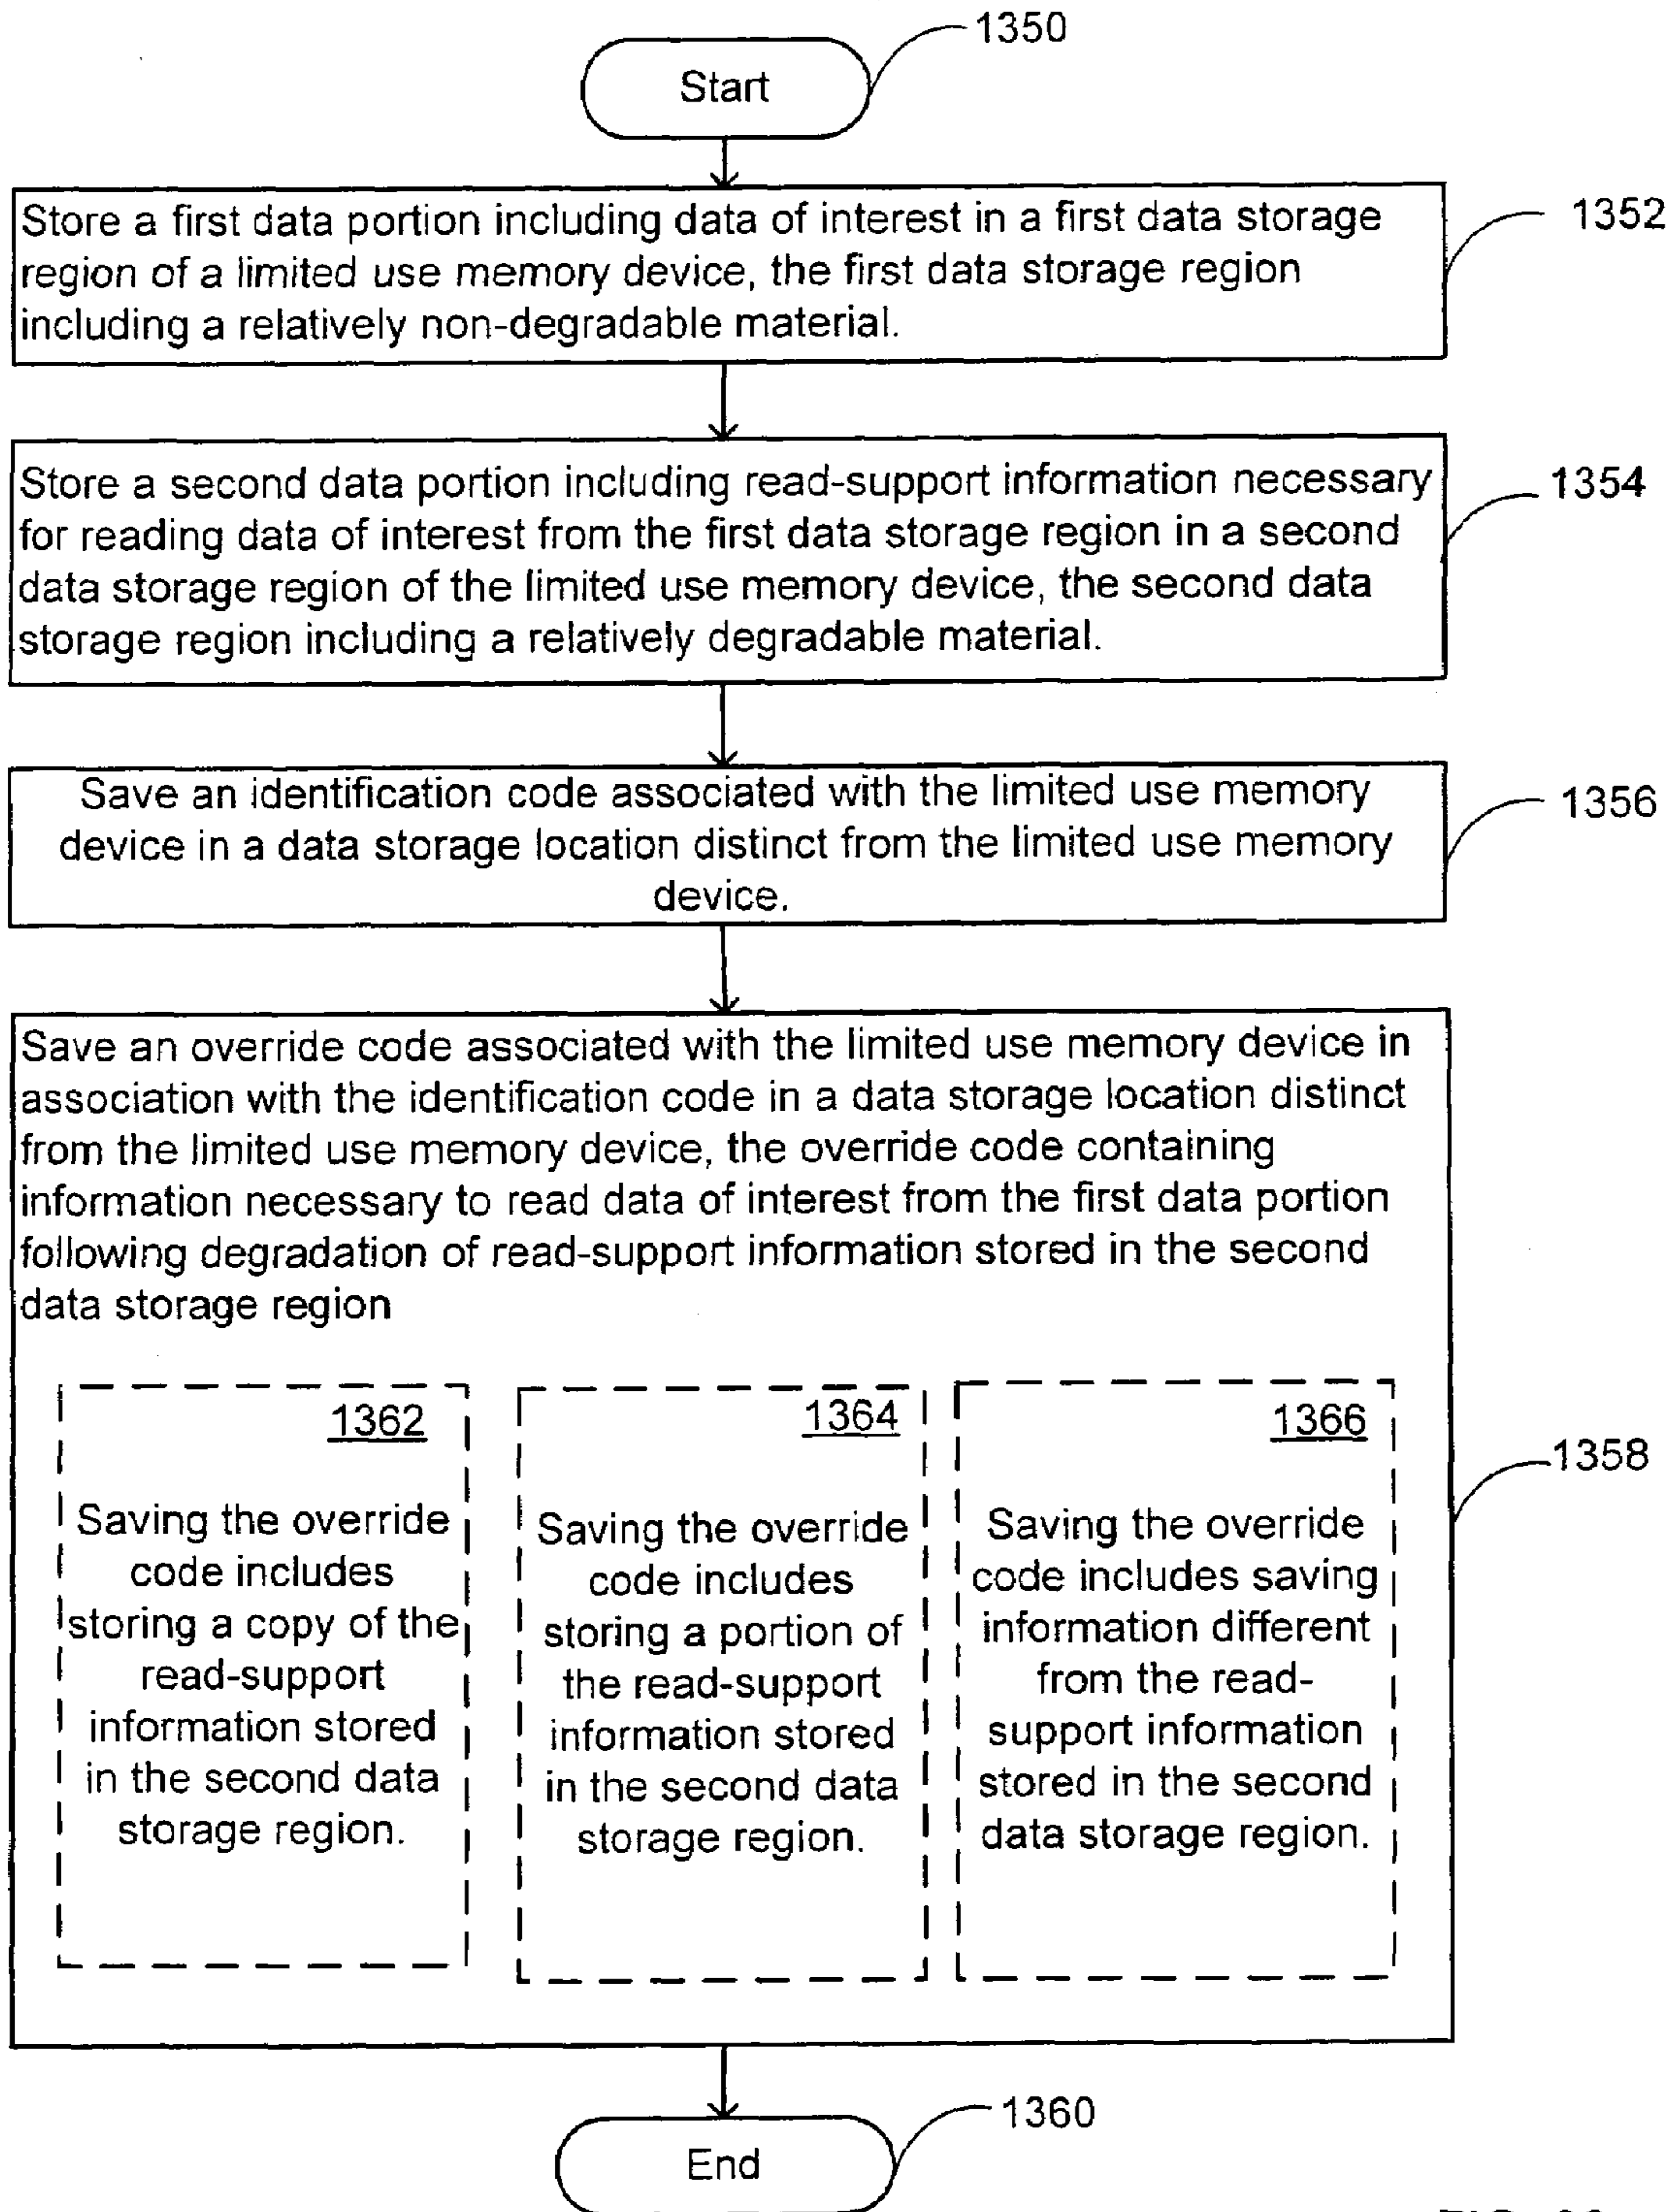 1350
Start
1352
Store a first data portion including data of interest in a first data storage
region of a limited use memory device, the first data storage region
including a relatively non-degradable material.
1354
Store a second data portion including read-support information necessary
for reading data of interest from the first data storage region in a second
data storage region of the limited use memory device, the second data
storage region including a relatively degradable material.
1356
Save an identification code associated with the limited use memory
device in a data storage location distinct from the limited use memory
device.
Save an override code associated with the limited use memory device in
association with the identification code in a data storage location distinct
from the limited use memory device, the override code containing
information necessary to read data of interest from the first data portion
following degradation of read-support information stored in the second
data storage region
1362
Saving the override
code includes
storing a copy of the
read-support
information stored
in the second data
storage region.
1364
Saving the override
code includes
storing a portion of
the read-support
information stored
in the second data
storage region.
1366
Saving the override
code includes saving
information different
from the read-
support information
stored in the second
data storage region.
1358
1360
End